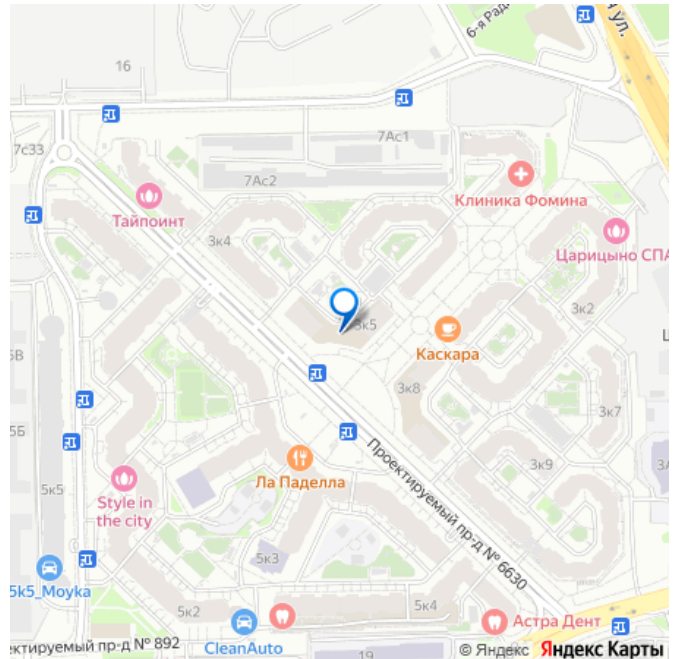 6-я Ради
я ул.
16
7с33
7Ас1
7Ас2
Клиника Фомина
Тайпоинт
3к4
Царицыно СПА
3к5
3к2
Каскара
5В
3к8
3к7
5Б
Проектируемый пр-д № 6630
3к9
3А
Ла Паделла
5к5
Style in
the city
5к3
5k5_Moyka
5к2
5к4
Астра Дент
ектируемый пр-д № 892
CleanAuto
19
© Яндекс Яндекс Карты